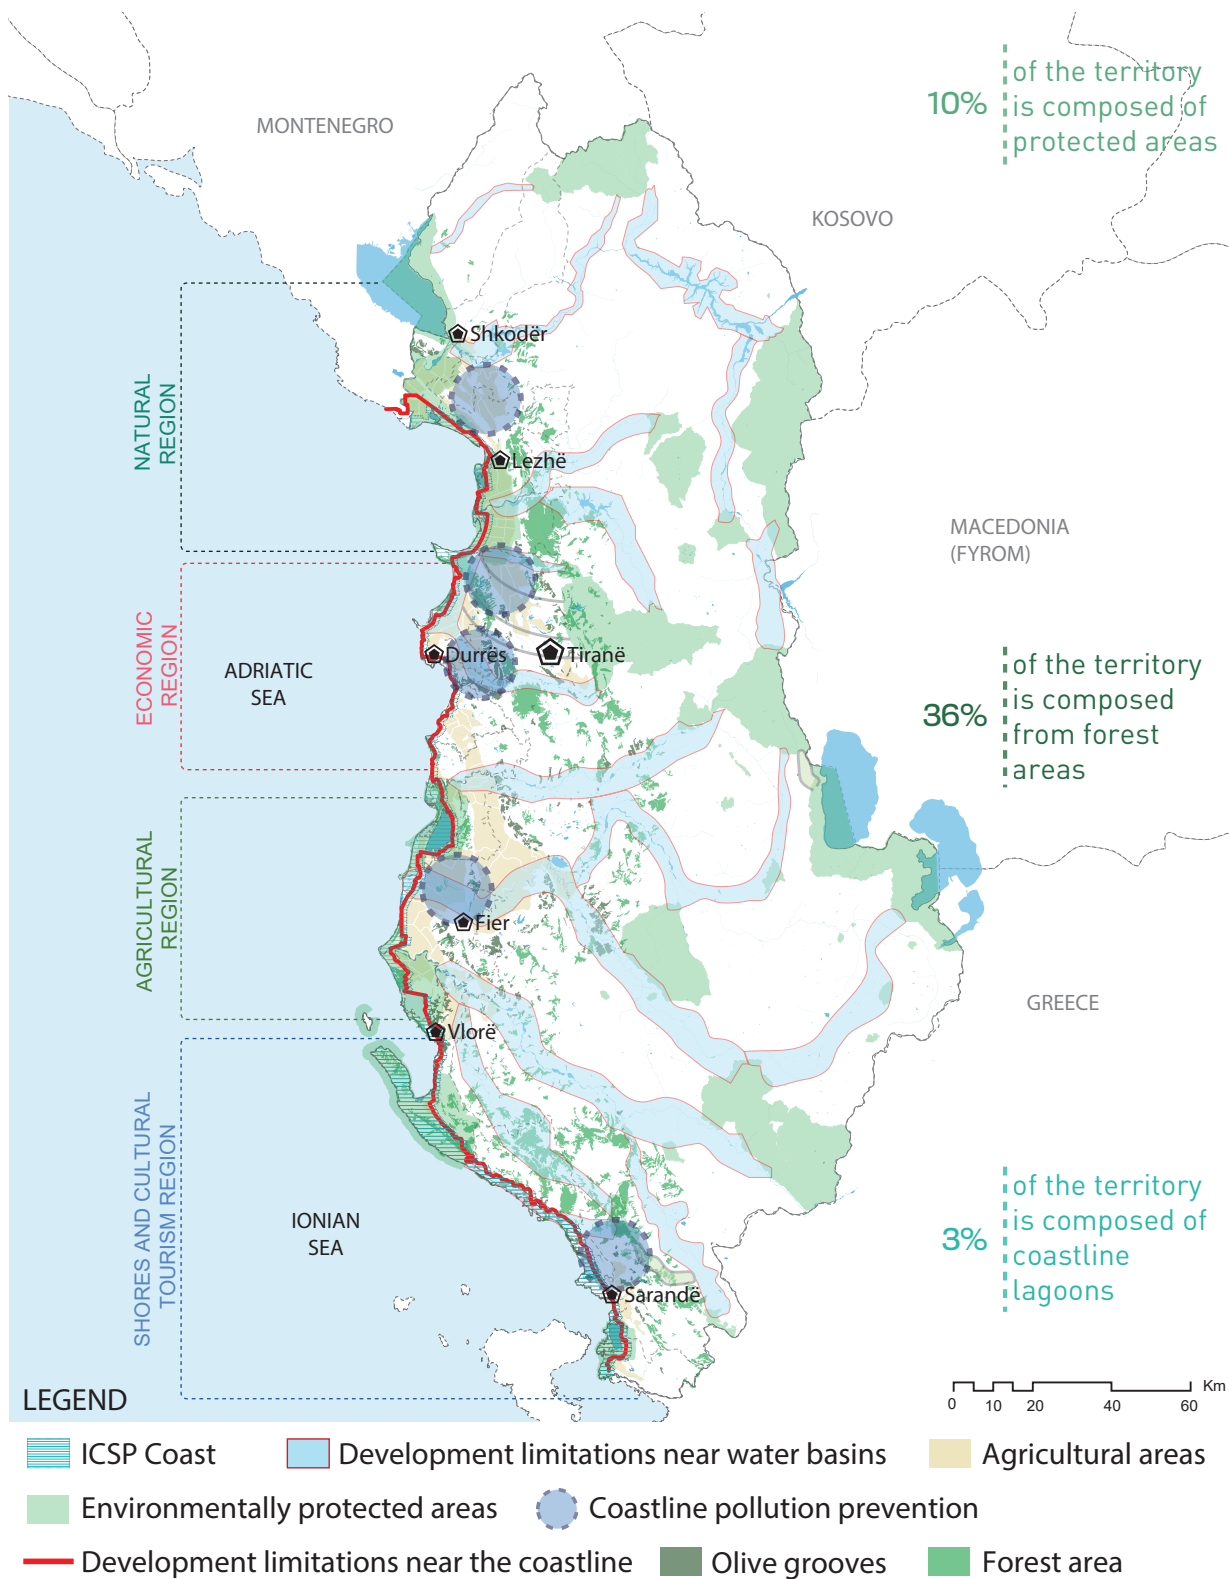 10%
of the territory
is composed of
protected areas
MONTENEGRO
KOSOVO
Shkodër
NATURAL
REGION
Lezhë
MACEDONIA
(FYROM)
ECONOMIC
REGION
ADRIATIC
SEA
Durrës
Tiranë
36%
of the territory
is composed
from forest
areas
AGRICULTURAL
REGION
Fier
GREECE
Vlorë
SHORES AND CULTURAL
TOURISM REGION
IONIAN
SEA
3%
of the territory
is composed of
coastline
lagoons
Sarandë
Km
0 10 20 40 60
LEGEND
ICSP Coast
Development limitations near water basins
Agricultural areas
Environmentally protected areas
Coastline pollution prevention
Development limitations near the coastline
Olive grooves
Forest area